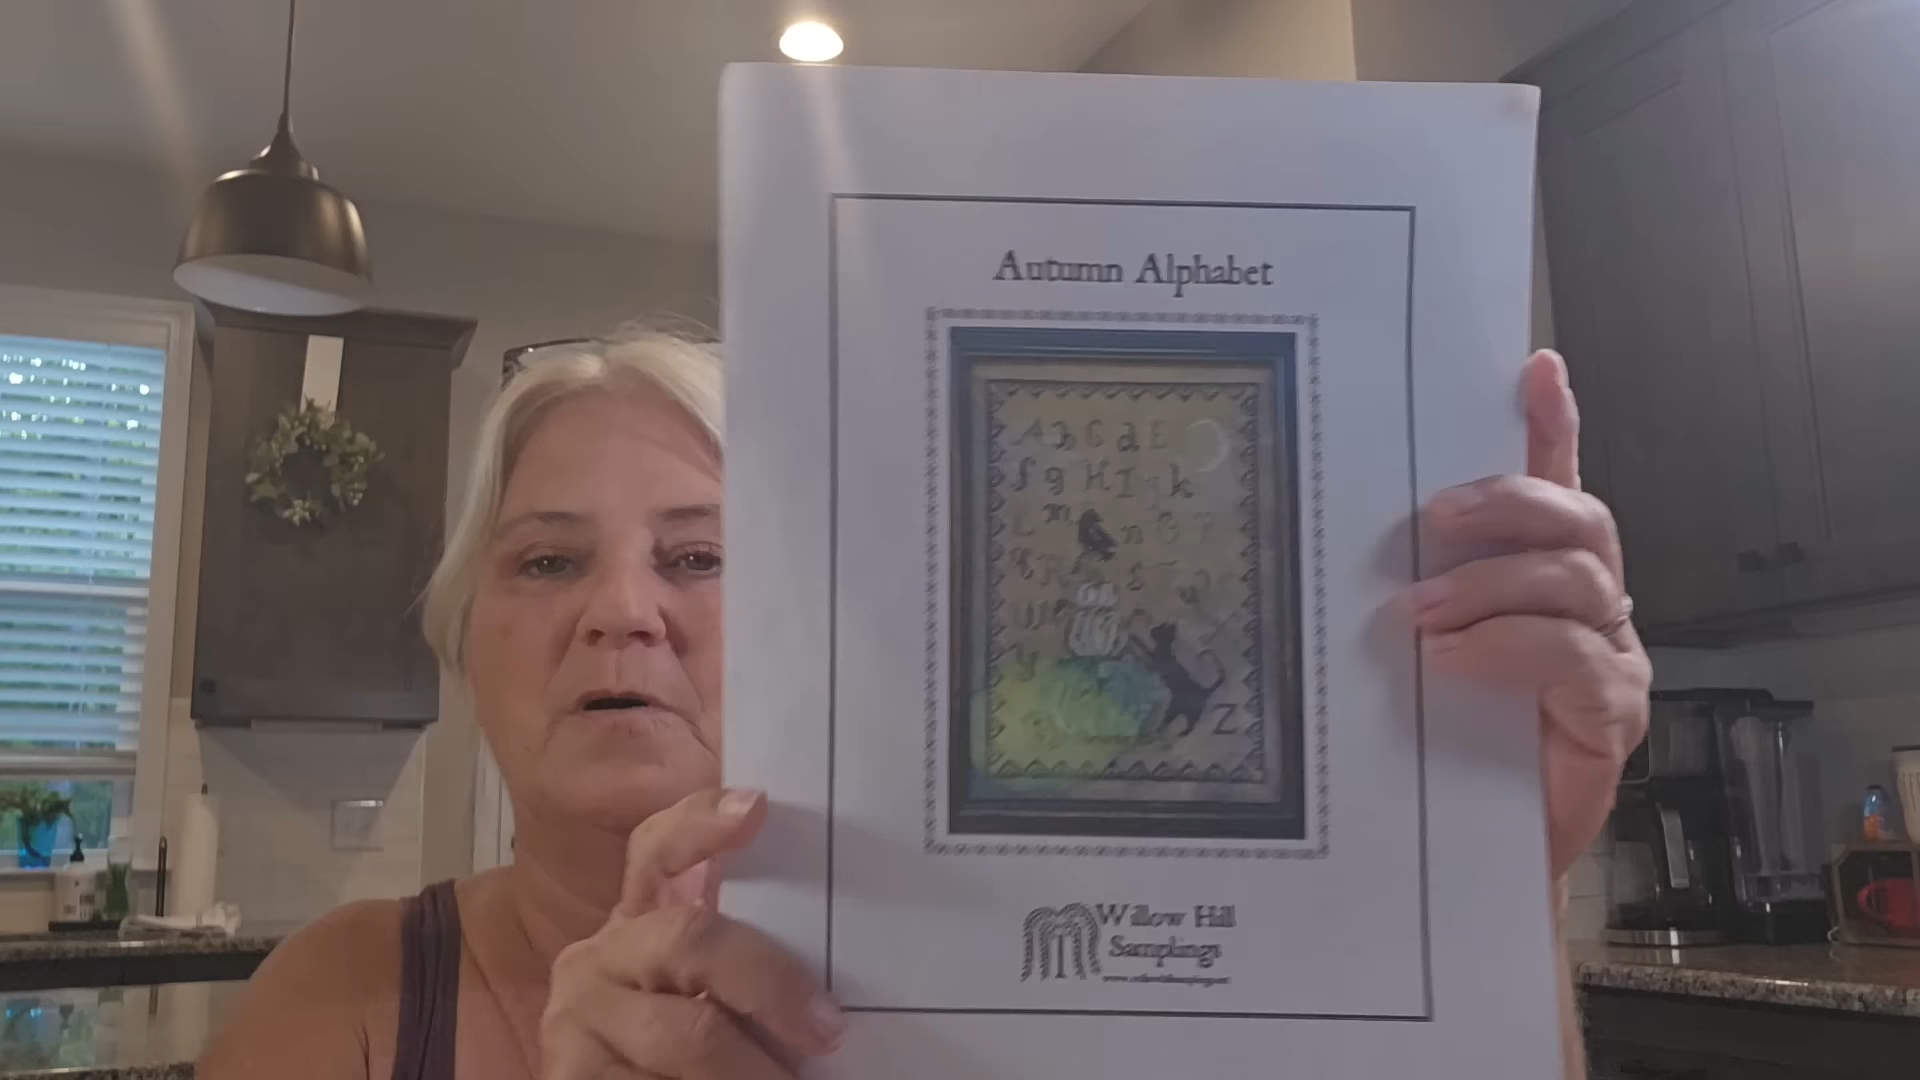 Autumn Alphabet
A b C d E
f g H I j k
L m n O P
q R S T u
W
y
Z
Willow Hill
Samplings